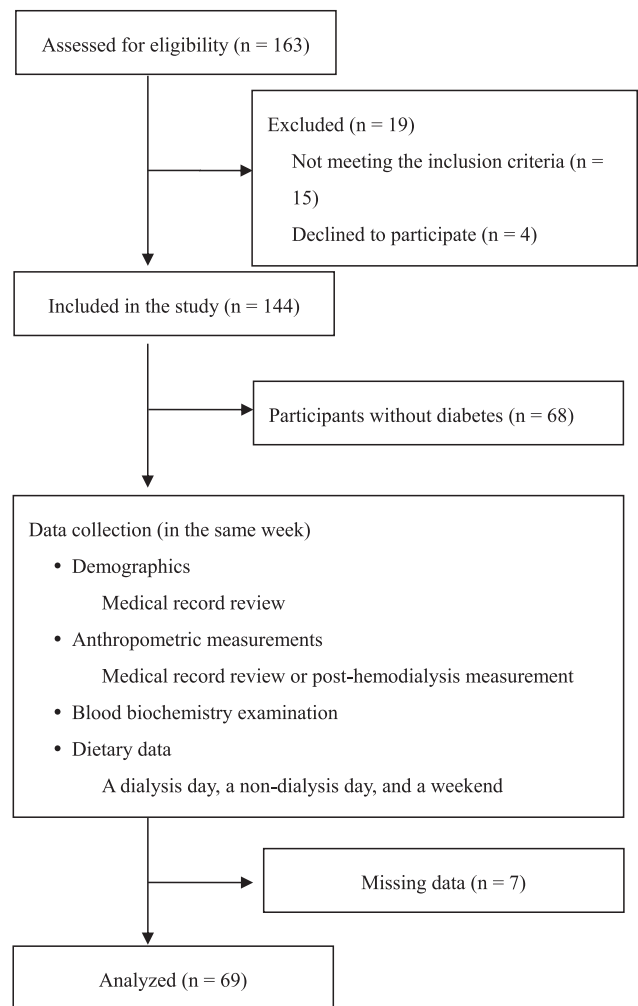 Assessed for eligibility (n = 163)
Excluded (n = 19)
Not meeting the inclusion criteria (n =
15)
Declined to participate (n = 4)
Included in the study (n = 144)
Participants without diabetes (n = 68)
Data collection (in the same week)
• Demographics
Medical record review
• Anthropometric measurements
Medical record review or post-hemodialysis measurement
• Blood biochemistry examination
• Dietary data
A dialysis day, a non-dialysis day, and a weekend
Missing data (n = 7)
Analyzed (n = 69)